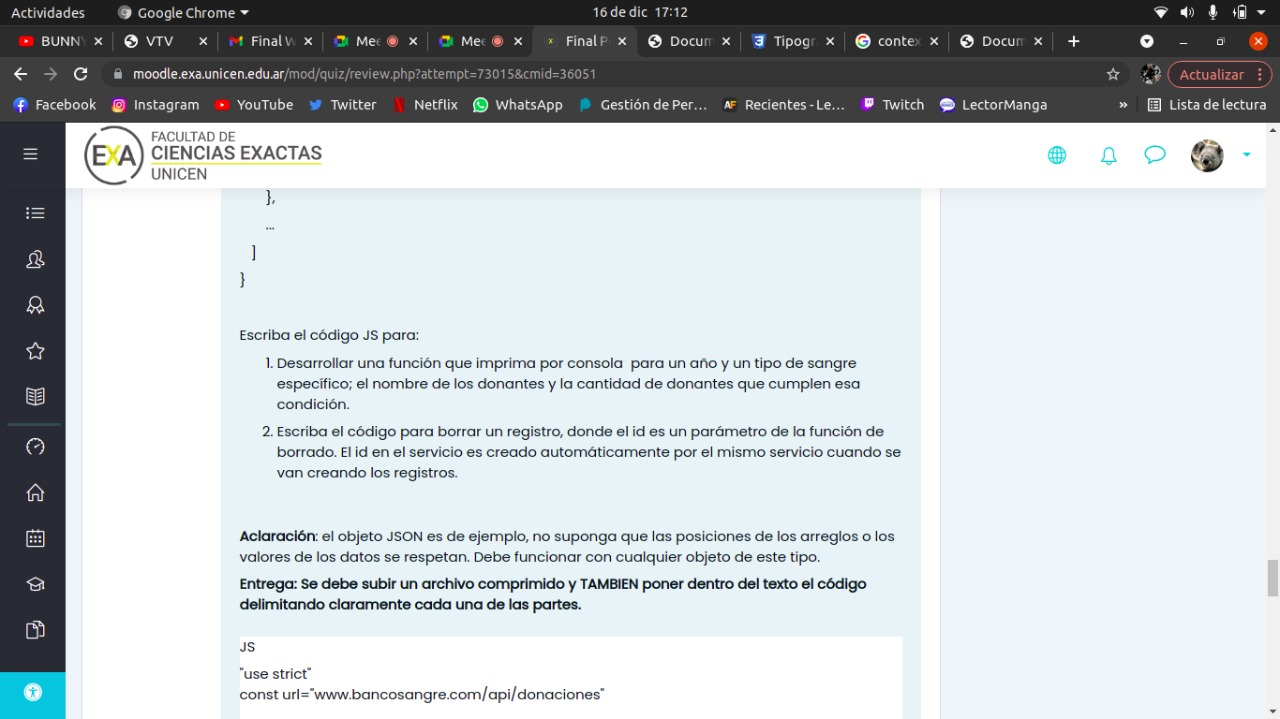 Actividades
Google Chrome
16 de dic 17:12
BUNN
VTV
Final W
Mee
Mee
Final P
Docum
Tipogr
contex
Docum
moodle.exa.unicen.edu.ar/mod/quiz/review.php?attempt=73015&cmid=36051
Actualizar
Facebook
Instagram
YouTube
Twitter
Netflix
WhatsApp
Gestión de Per...
AF
Recientes - Le...
Twitch
LectorManga
»
Lista de lectura
EXA
FACULTAD DE
CIENCIAS EXACTAS
UNICEN
},
...
]
}
Escriba el código JS para:
1. Desarrollar una función que imprima por consola  para un año y un tipo de sangre
específico; el nombre de los donantes y la cantidad de donantes que cumplen esa
condición.
2. Escriba el código para borrar un registro, donde el id es un parámetro de la función de
borrado. El id en el servicio es creado automáticamente por el mismo servicio cuando se
van creando los registros.
Aclaración: el objeto JSON es de ejemplo, no suponga que las posiciones de los arreglos o los
valores de los datos se respetan. Debe funcionar con cualquier objeto de este tipo.
Entrega: Se debe subir un archivo comprimido y TAMBIEN poner dentro del texto el código
delimitando claramente cada una de las partes.
JS
"use strict"
const url="www.bancosangre.com/api/donaciones"